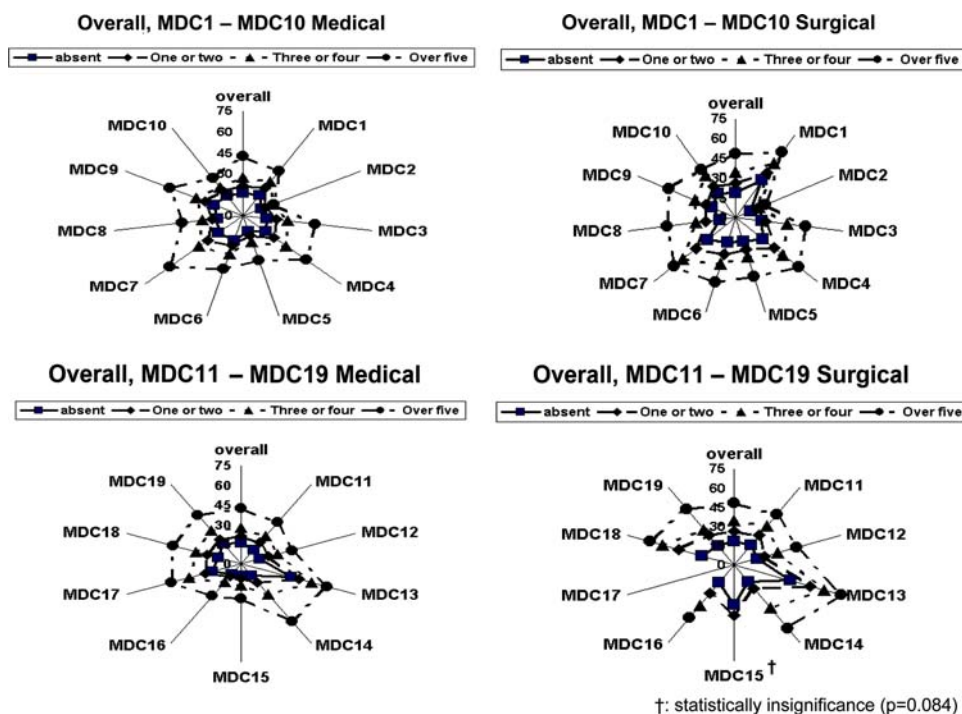 Overall, MDC1 – MDC10 Medical
absent One or two Three or four Over five
overall
75
60
45
30
0
MDC1
MDC2
MDC3
MDC4
MDC5
MDC6
MDC7
MDC8
MDC9
MDC10
Overall, MDC1 – MDC10 Surgical
absent One or two Three or four Over five
overall
75
60
45
30
0
MDC1
MDC2
MDC3
MDC4
MDC5
MDC6
MDC7
MDC8
MDC9
MDC10
Overall, MDC11 – MDC19 Medical
absent One or two Three or four Over five
overall
75
60
45
30
0
MDC11
MDC12
MDC13
MDC14
MDC15
MDC16
MDC17
MDC18
MDC19
Overall, MDC11 – MDC19 Surgical
absent One or two Three or four Over five
overall
75
60
45
30
0
MDC11
MDC12
MDC13
MDC14
MDC15 †
MDC16
MDC17
MDC18
MDC19
†: statistically insignificance (p=0.084)